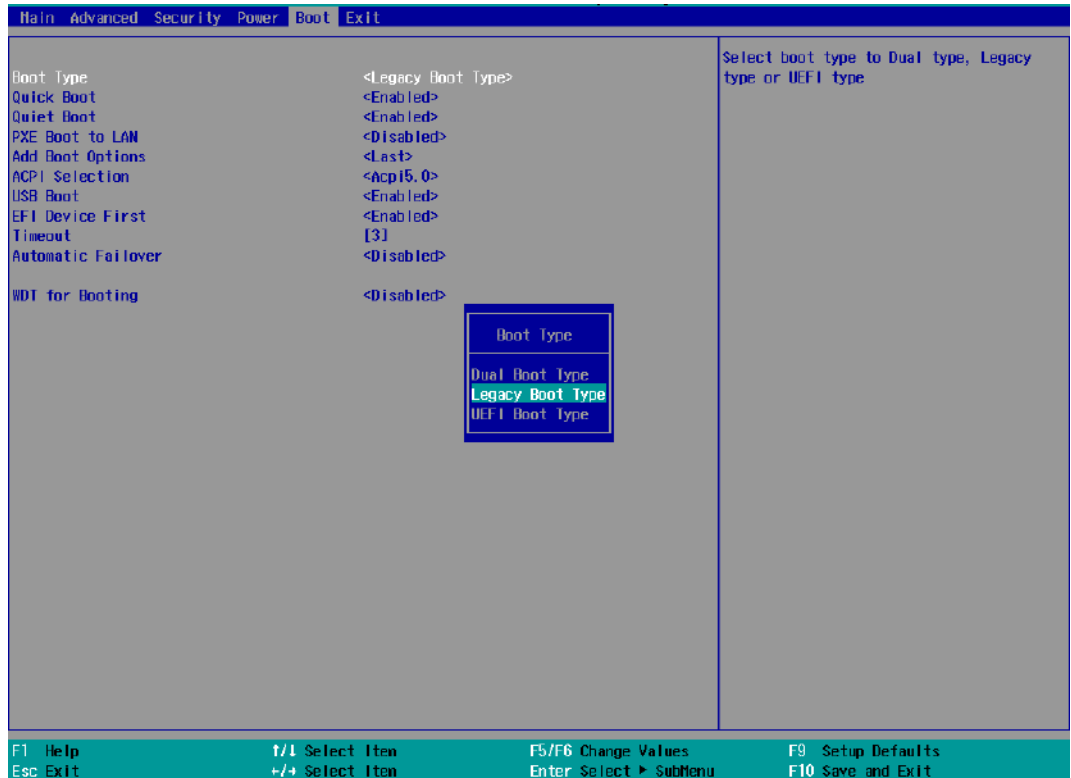 Main Advanced Security Power Boot Exit
Boot Type <Legacy Boot Type>
Quick Boot <Enabled>
Quiet Boot <Enabled>
PXE Boot to LAN <Disabled>
Add Boot Options <Last>
ACPI Selection <Acpi5.0>
USB Boot <Enabled>
EFI Device First <Enabled>
Timeout [3]
Automatic Failover <Disabled>
WDT for Booting <Disabled>
Select boot type to Dual type, Legacy
type or UEFI type
Boot Type
Dual Boot Type
Legacy Boot Type
UEFI Boot Type
F1 Help ↑/↓ Select Item F5/F6 Change Values F9 Setup Defaults
Esc Exit ←/→ Select Item Enter Select ► SubMenu F10 Save and Exit